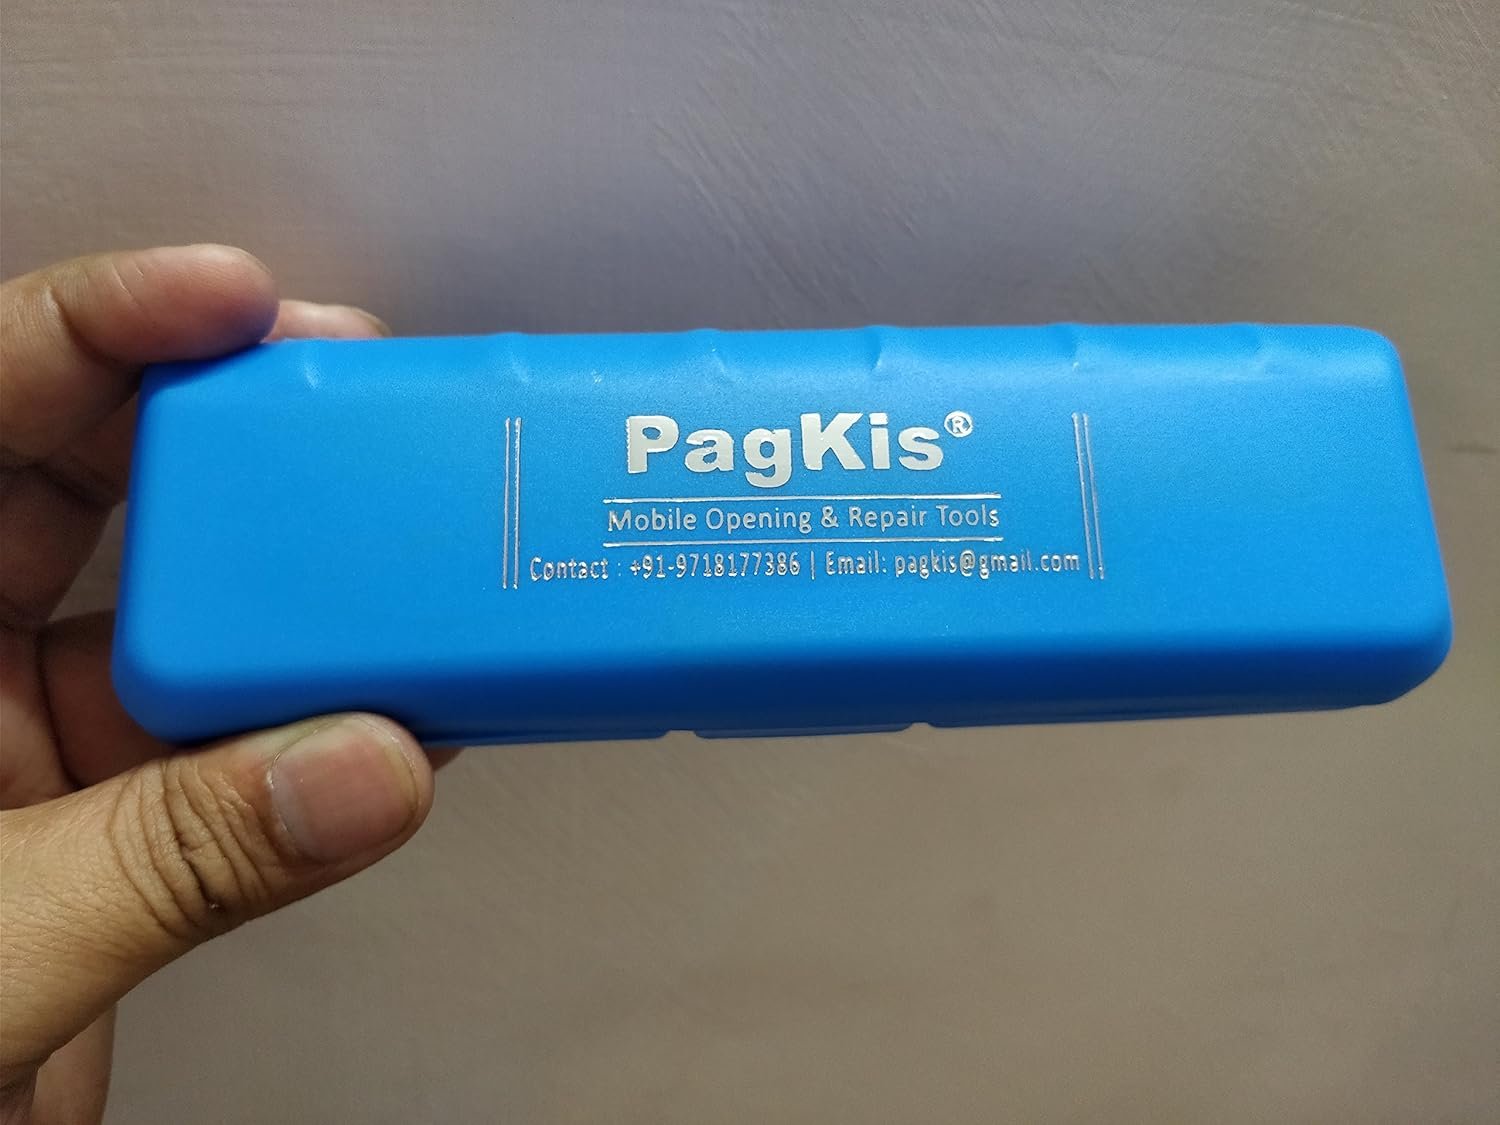 PagKis®
Mobile Opening & Repair Tools
Contact : +91-9718177386 | Email: pagkis@gmail.com